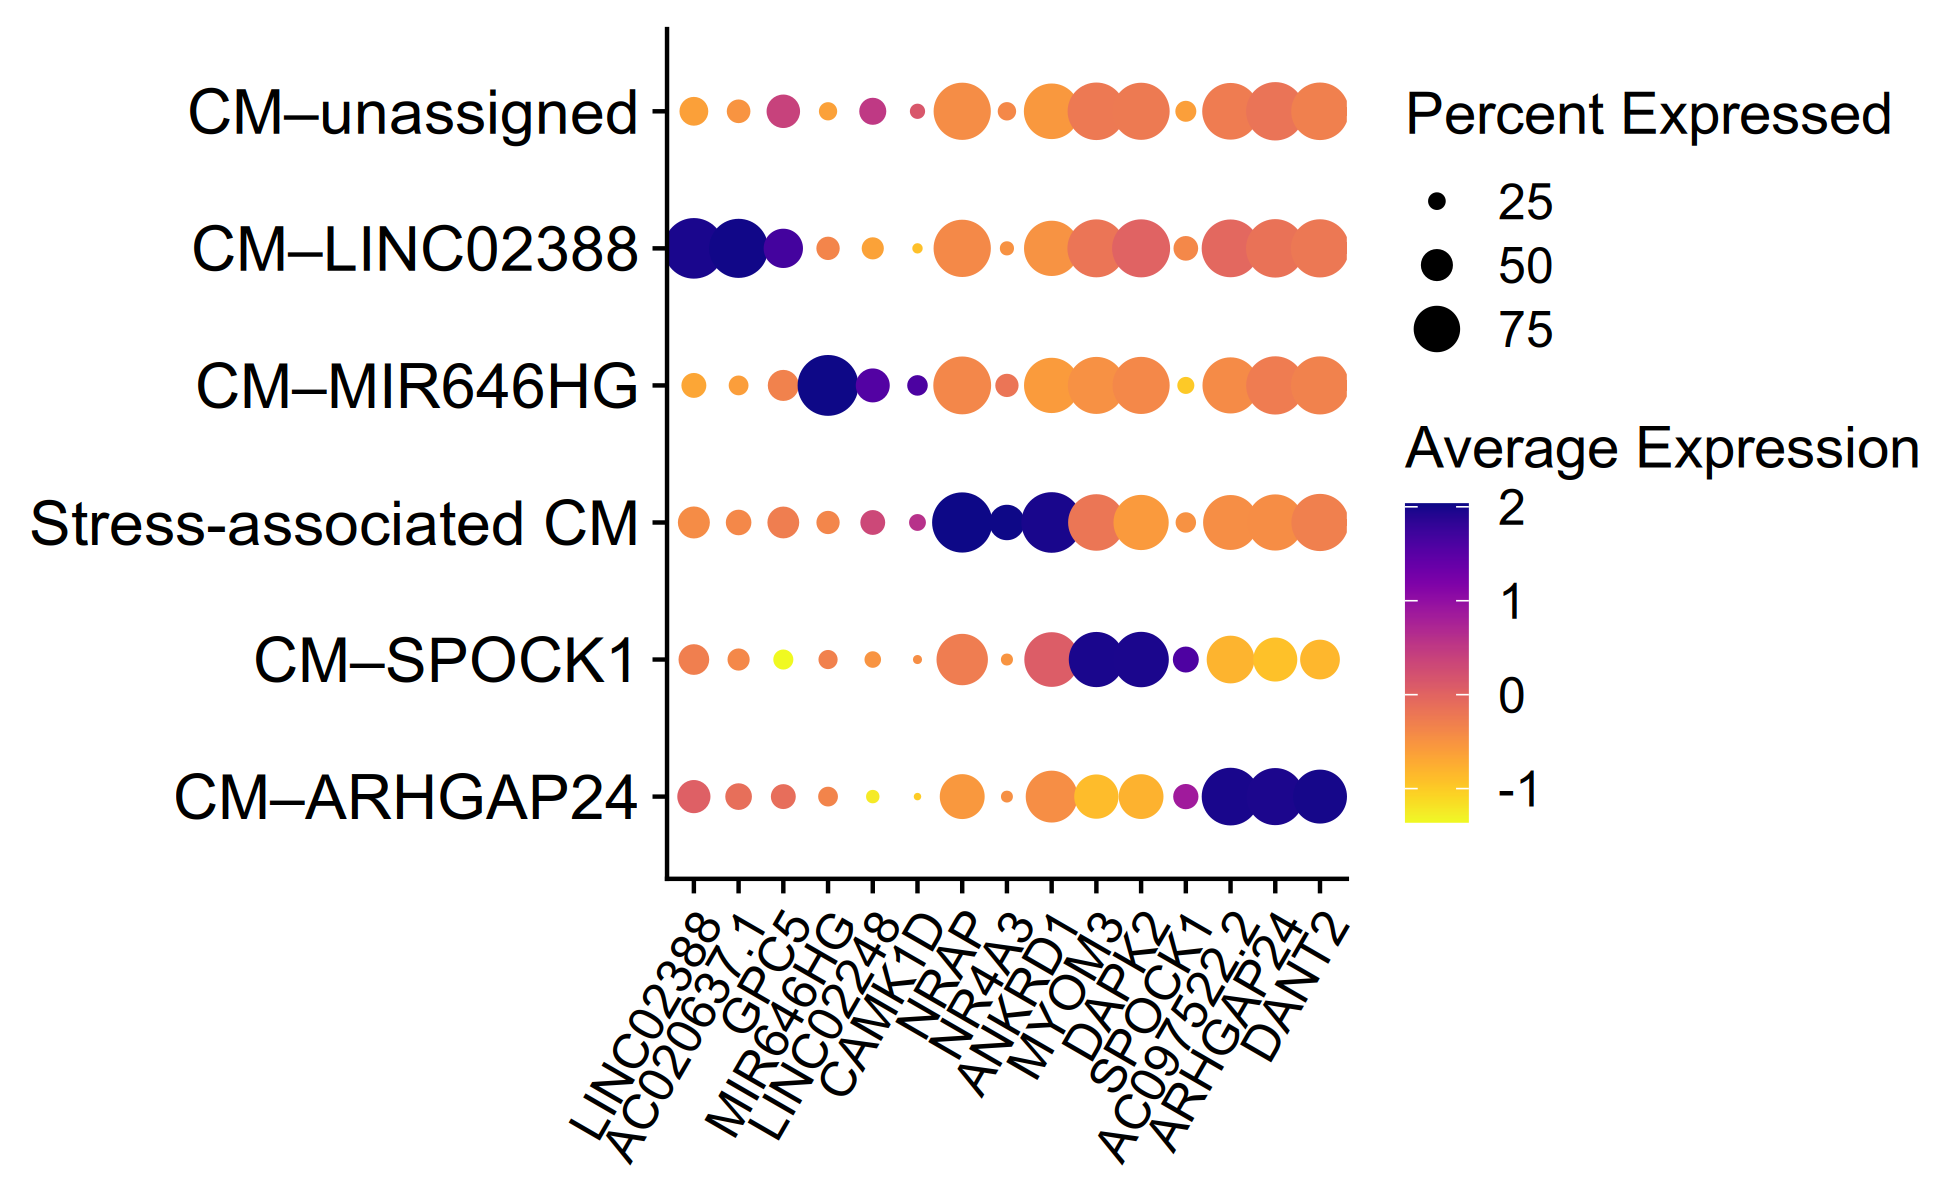 CM–unassigned
CM–LINC02388
CM–MIR646HG
Stress-associated CM
CM–SPOCK1
CM–ARHGAP24
LINC02388
AC020637.1
GPC5
MIR646HG
LINC02248
CAMK1D
NRAP
NR4A3
ANKRD1
MYOM3
DAPK2
SPOCK1
AC097522.2
ARHGAP24
DANT2
Percent Expressed
25
50
75
Average Expression
2
1
0
-1